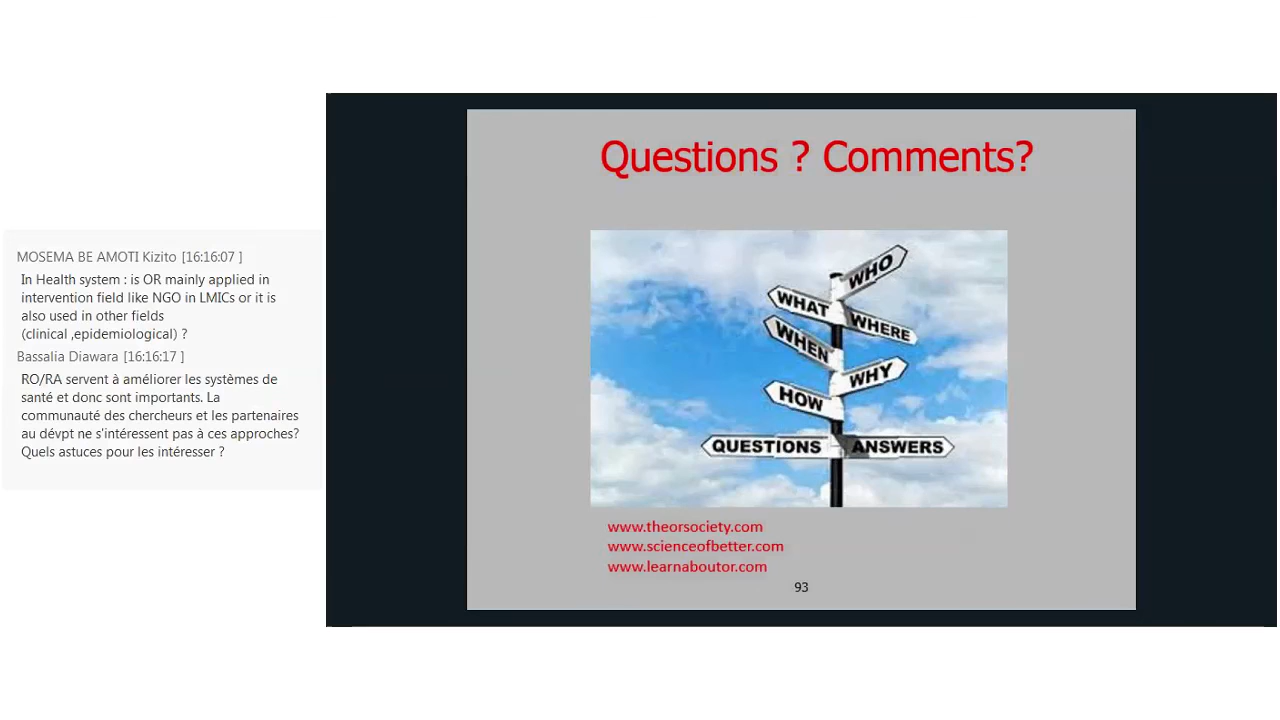 MOSEMA BE AMOTI Kizito [16:16:07 ]
In Health system : is OR mainly applied in
intervention field like NGO in LMICs or it is
also used in other fields
(clinical ,epidemiological) ?
Bassalia Diawara [16:16:17 ]
RO/RA servent à améliorer les systèmes de
santé et donc sont importants. La
communauté des chercheurs et les partenaires
au dévpt ne s'intéressent pas à ces approches?
Quels astuces pour les intéresser ?
Questions ? Comments?
WHO
WHAT
WHERE
WHEN
WHY
HOW
QUESTIONS ANSWERS
www.theorsociety.com
www.scienceofbetter.com
www.learnaboutor.com
93